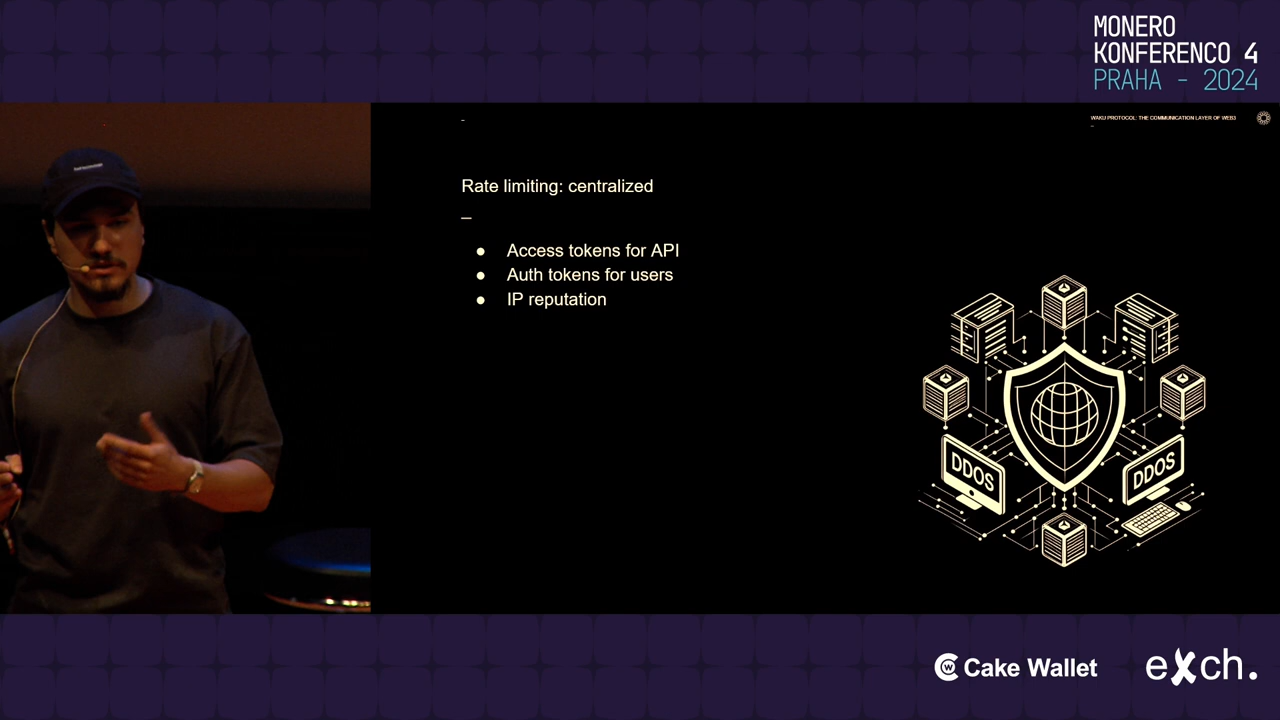 MONERO
KONFERENCO 4
PRAHA - 2024
WAKU PROTOCOL: THE COMMUNICATION LAYER OF WEB3
Rate limiting: centralized
● Access tokens for API
● Auth tokens for users
● IP reputation
DDOS
DDOS
Cake Wallet
eXch.